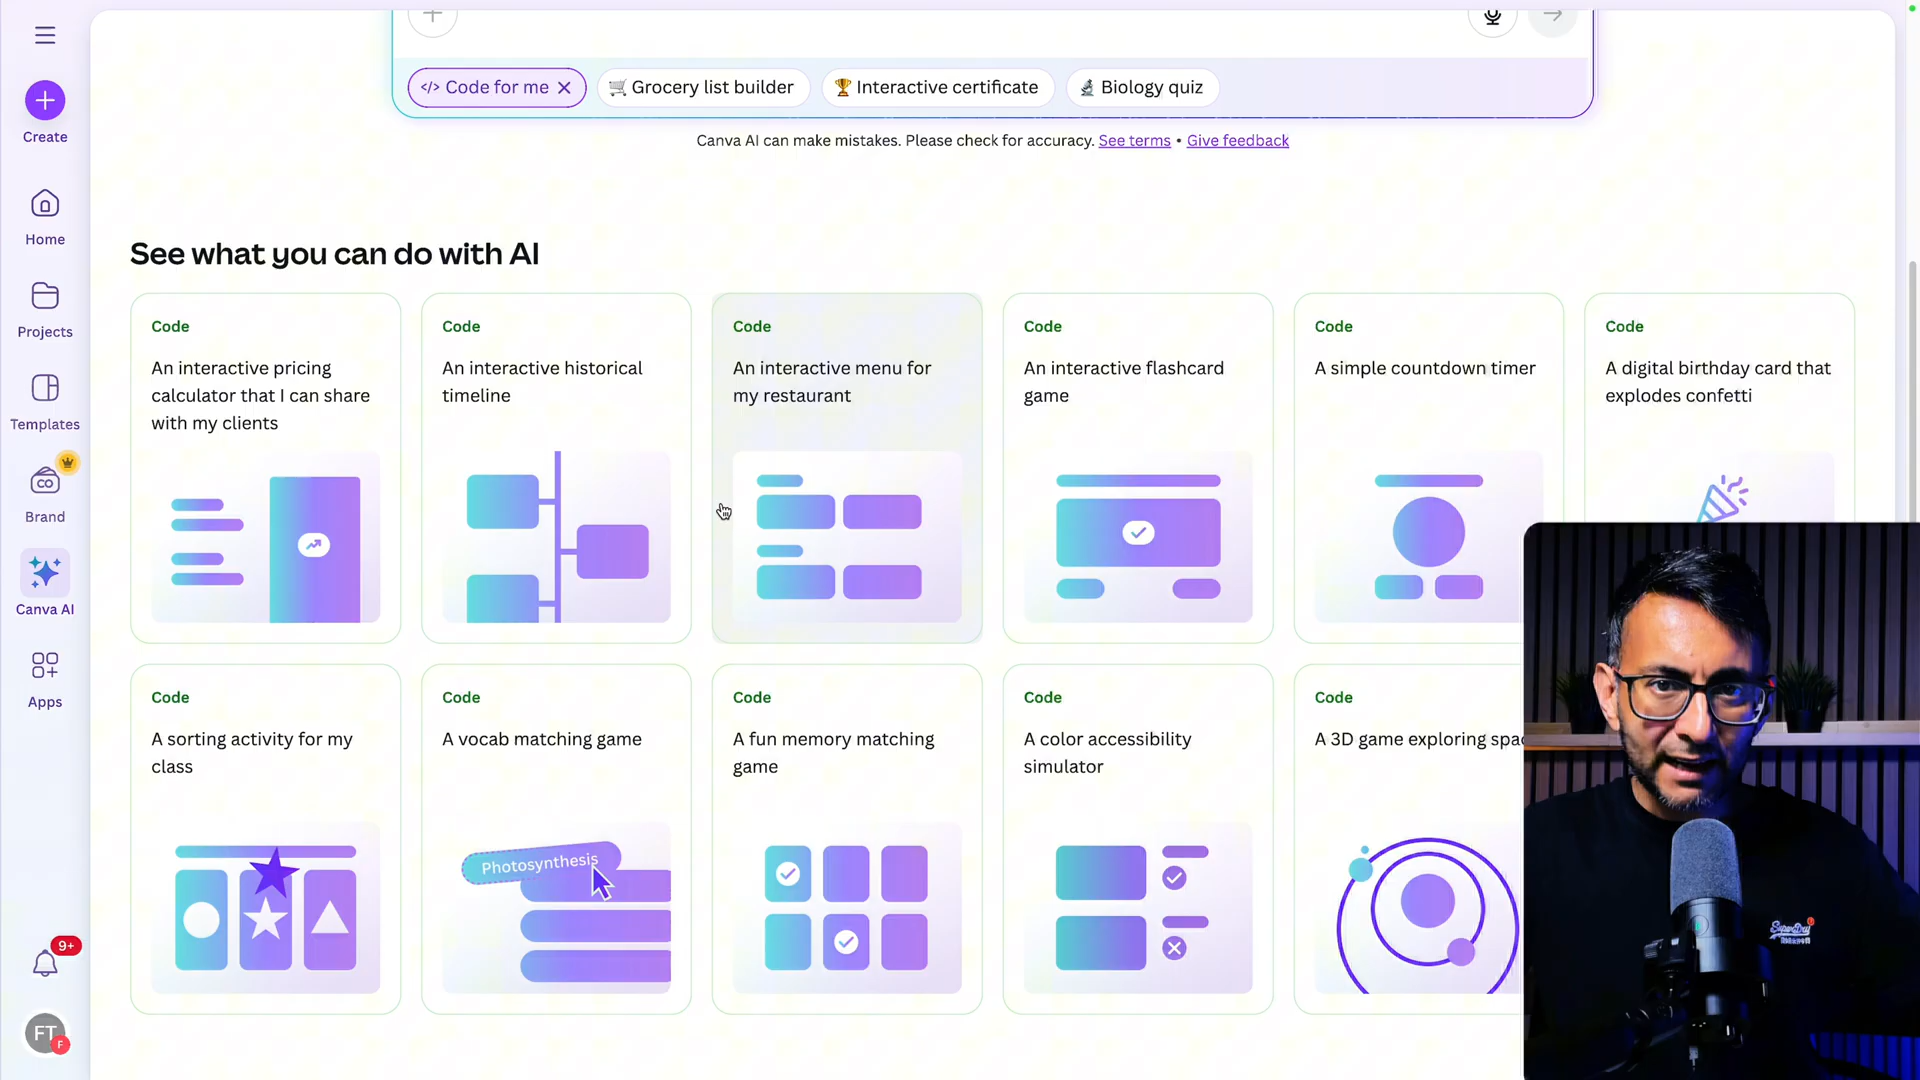 </> Code for me
Grocery list builder
Interactive certificate
Biology quiz
Create
Canva AI can make mistakes. Please check for accuracy. See terms • Give feedback
Home
Projects
Templates
Brand
Canva AI
Apps
9+
FT
F
See what you can do with AI
Code
An interactive pricing
calculator that I can share
with my clients
Code
An interactive historical
timeline
Code
An interactive menu for
my restaurant
Code
An interactive flashcard
game
Code
A simple countdown timer
Code
A digital birthday card that
explodes confetti
Code
A sorting activity for my
class
Code
A vocab matching game
Photosynthesis
Code
A fun memory matching
game
Code
A color accessibility
simulator
Code
A 3D game exploring